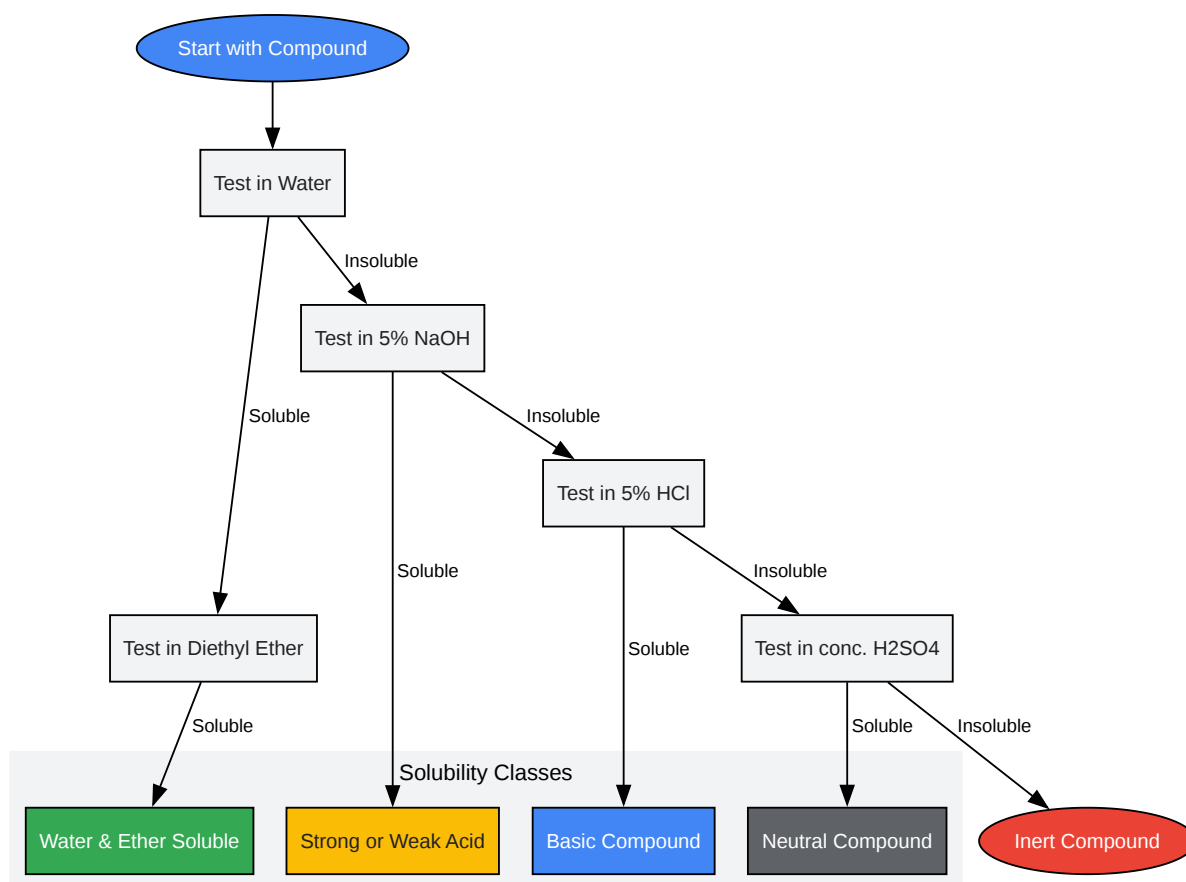 Start with Compound
Test in Water
Insoluble
Test in 5% NaOH
Soluble
Insoluble
Test in 5% HCl
Soluble
Insoluble
Test in Diethyl Ether
Soluble
Test in conc. H2SO4
Soluble
Soluble
Insoluble
Solubility Classes
Water & Ether Soluble
Strong or Weak Acid
Basic Compound
Neutral Compound
Inert Compound